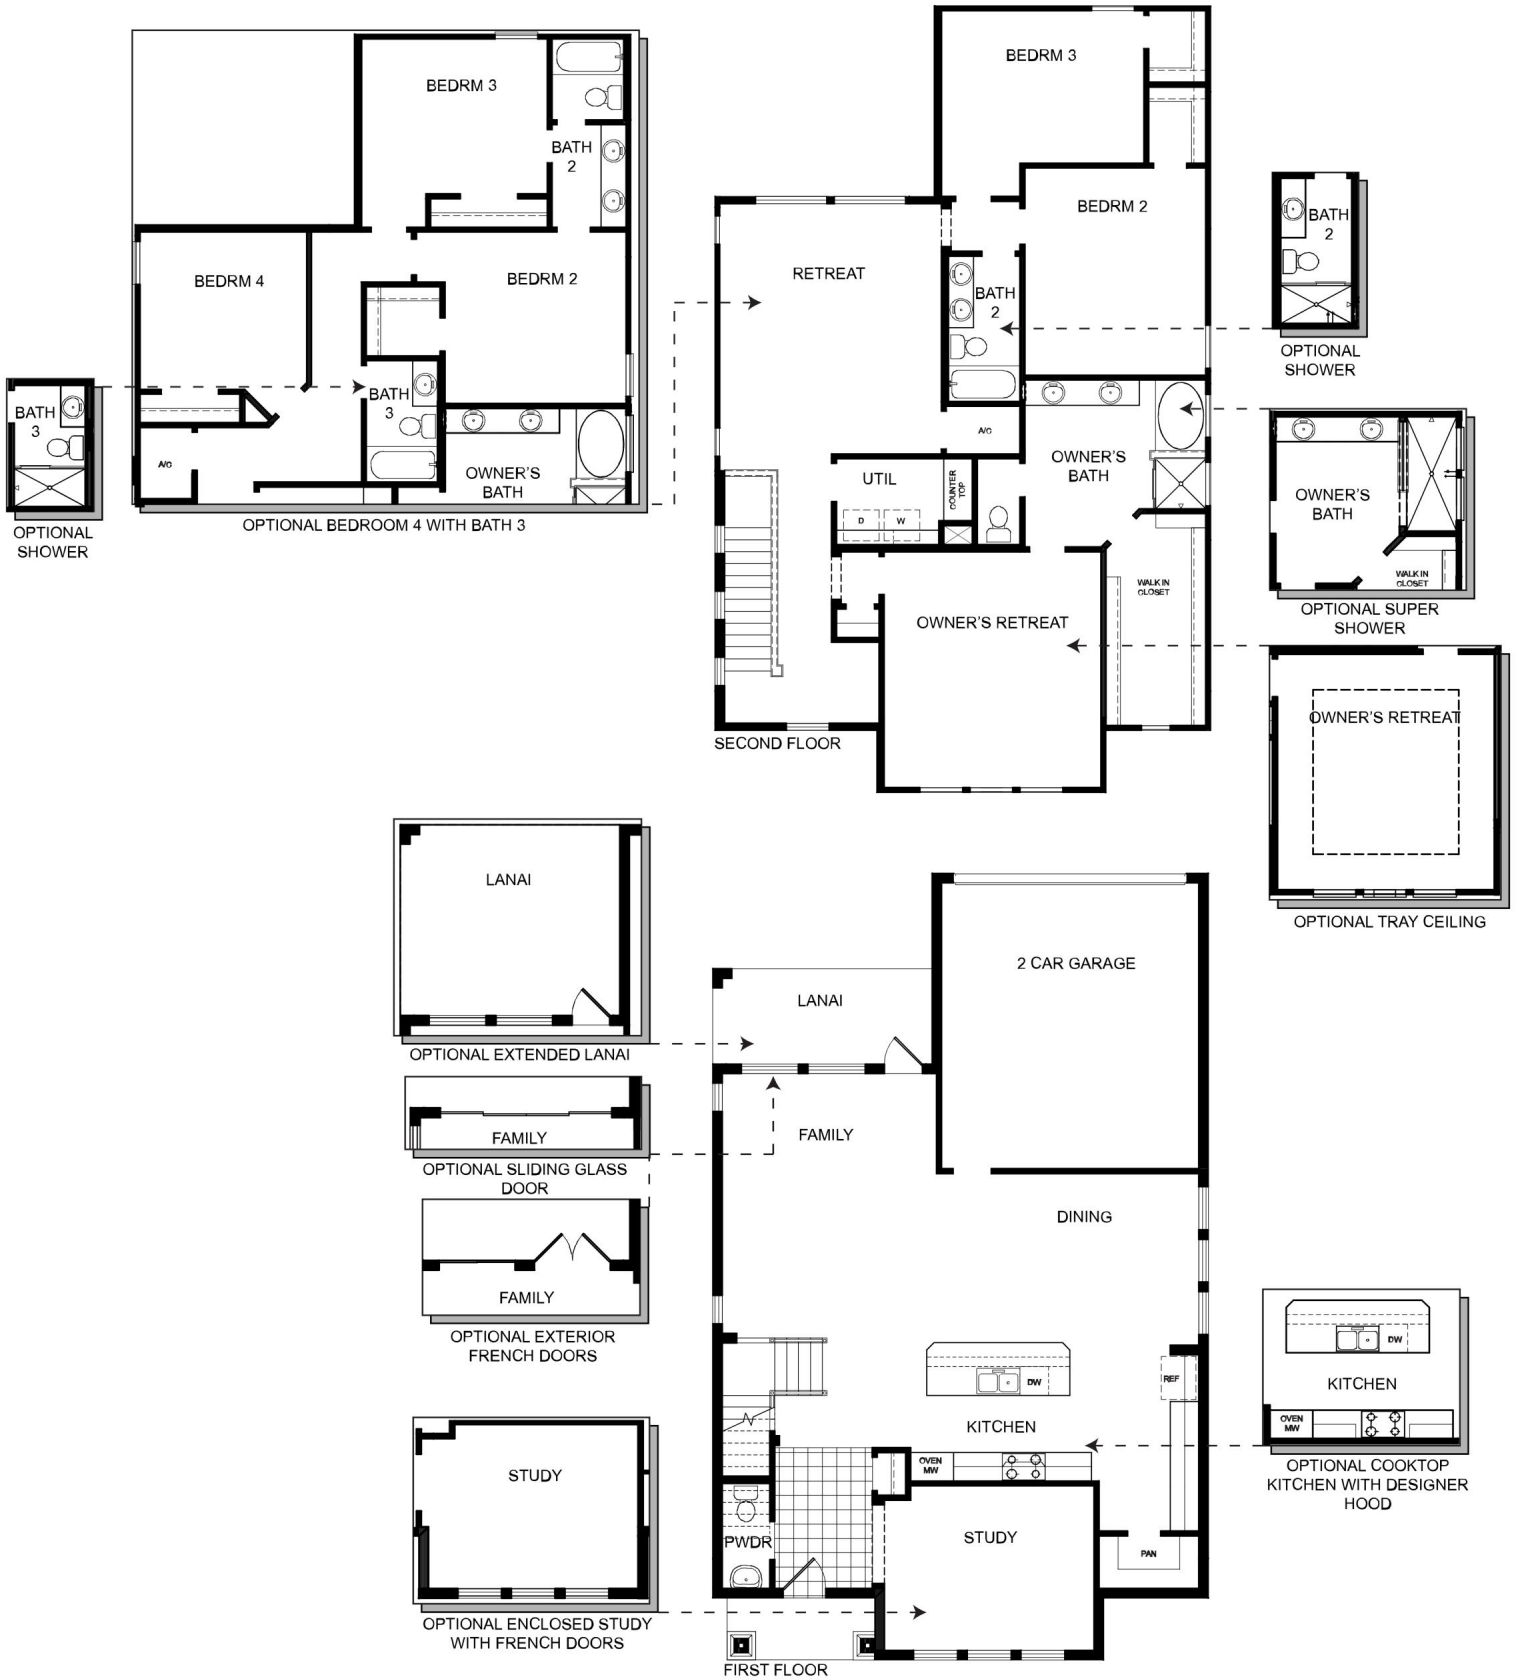 BEDRM 3
BATH
2
BEDRM 4
BEDRM 2
BATH
3
A/C
OWNER'S
BATH
OPTIONAL BEDROOM 4 WITH BATH 3
BATH
3
OPTIONAL
SHOWER
BEDRM 3
BEDRM 2
RETREAT
BATH
2
A/C
OWNER'S
BATH
UTIL
COUNTER
TOP
D
W
WALK IN
CLOSET
OWNER'S RETREAT
SECOND FLOOR
BATH
2
OPTIONAL
SHOWER
OWNER'S
BATH
WALK IN
CLOSET
OPTIONAL SUPER
SHOWER
OWNER'S RETREAT
OPTIONAL TRAY CEILING
LANAI
OPTIONAL EXTENDED LANAI
FAMILY
OPTIONAL SLIDING GLASS
DOOR
FAMILY
OPTIONAL EXTERIOR
FRENCH DOORS
STUDY
OPTIONAL ENCLOSED STUDY
WITH FRENCH DOORS
2 CAR GARAGE
LANAI
FAMILY
DINING
DW
REF
KITCHEN
OVEN
MW
STUDY
PWDR
PAN
FIRST FLOOR
DW
KITCHEN
OVEN
MW
OPTIONAL COOKTOP
KITCHEN WITH DESIGNER
HOOD